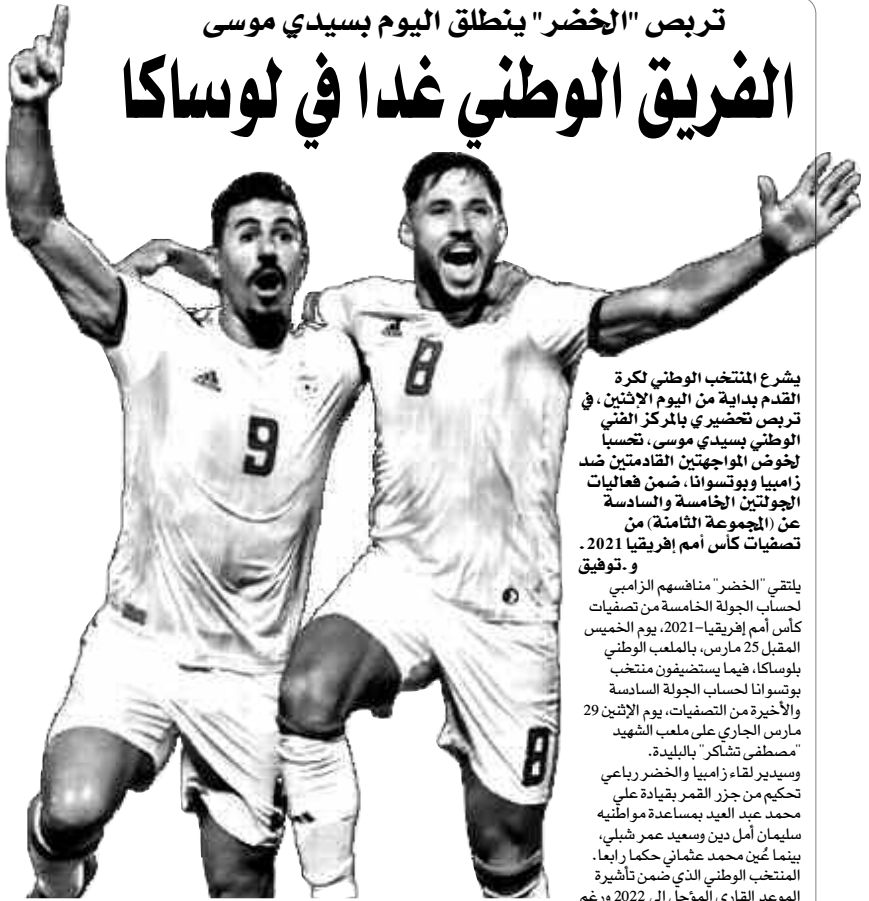 تربص "الخضر" ينطلق اليوم بسيدي موسى
الفريق الوطني غدا في لوساكا
يشرع المنتخب الوطني لكرة
القدم بداية من اليوم الإثنين، في
تربص تحضيري بالمركز الفني
الوطني بسيدي موسى، تحسبا
لخوض المواجهتين القادمتين ضد
زامبيا وبوتسوانا، ضمن فعاليات
الجولتين الخامسة والسادسة
عن (المجموعة الثامنة) من
تصفيات كأس أمم إفريقيا 2021.
و.توفيق
يلتقي "الخضر" منافسهم الزامبي
لحساب الجولة الخامسة من تصفيات
كأس أمم إفريقيا-2021، يوم الخميس
المقبل 25 مارس، بالملعب الوطني
بلوساكا، فيما يستضيفون منتخب
بوتسوانا لحساب الجولة السادسة
والأخيرة من التصفيات، يوم الإثنين 29
مارس الجاري على ملعب الشهيد
"مصطفى تشاكر" بالبليدة.
وسيدير لقاء زامبيا والخضر رباعي
تحكيم من جزر القمر بقيادة علي
محمد عبد العيد بمساعدة مواطنيه
سليمان أمل دين وسعيد عمر شبلي،
بينما عُين محمد عثماني حكما رابعا.
المنتخب الوطني الذي ضمن تأشيرة
الموعد القاري المؤجل إلى 2022 ورغم
8
9
8